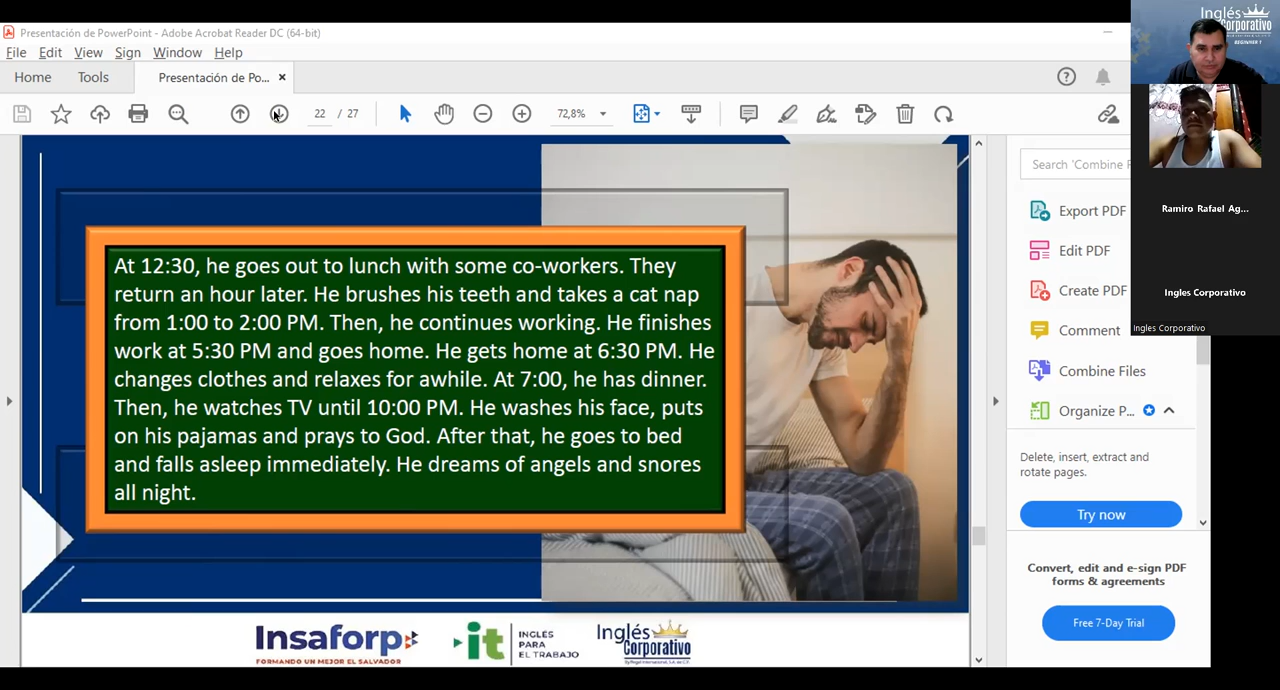 Presentación de PowerPoint - Adobe Acrobat Reader DC (64-bit)
File Edit View Sign Window Help
Home Tools Presentación de Po... ×
22 / 27 72,8%
Search 'Combine F
Export PDF
Edit PDF
Create PDF
Comment
Combine Files
Organize P...
Delete, insert, extract and
rotate pages.
Try now
Convert, edit and e-sign PDF
forms & agreements
Free 7-Day Trial
At 12:30, he goes out to lunch with some co-workers. They
return an hour later. He brushes his teeth and takes a cat nap
from 1:00 to 2:00 PM. Then, he continues working. He finishes
work at 5:30 PM and goes home. He gets home at 6:30 PM. He
changes clothes and relaxes for awhile. At 7:00, he has dinner.
Then, he watches TV until 10:00 PM. He washes his face, puts
on his pajamas and prays to God. After that, he goes to bed
and falls asleep immediately. He dreams of angels and snores
all night.
Insaforp
FORMANDO UN MEJOR EL SALVADOR
it
INGLÉS
PARA
EL TRABAJO
Inglés
Corporativo
Inglés
Corporativo
BEGINNER 1
Ramiro Rafael Ag...
Ingles Corporativo
Ingles Corporativo